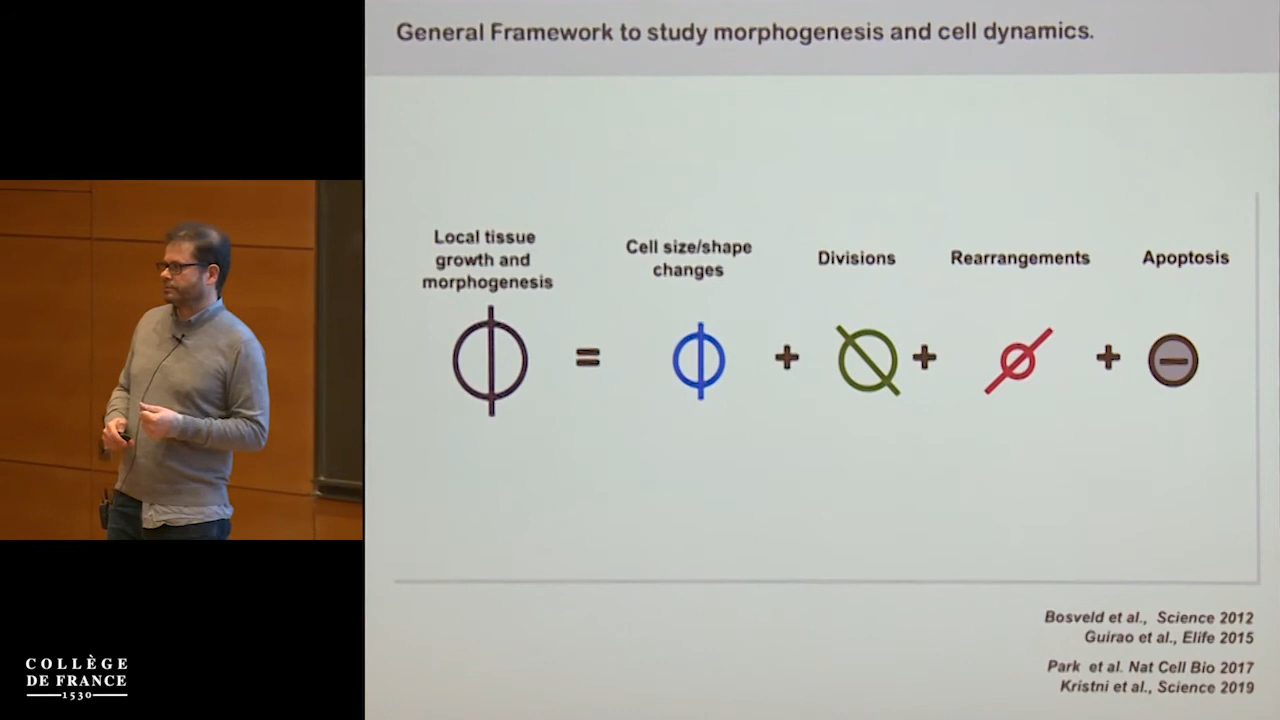 General Framework to study morphogenesis and cell dynamics.
Local tissue
growth and
morphogenesis
Cell size/shape
changes
Divisions
Rearrangements
Apoptosis
= + + + −
Bosveld et al., Science 2012
Guirao et al., Elife 2015
Park et al. Nat Cell Bio 2017
Kristni et al., Science 2019
COLLÈGE
DE FRANCE
1530